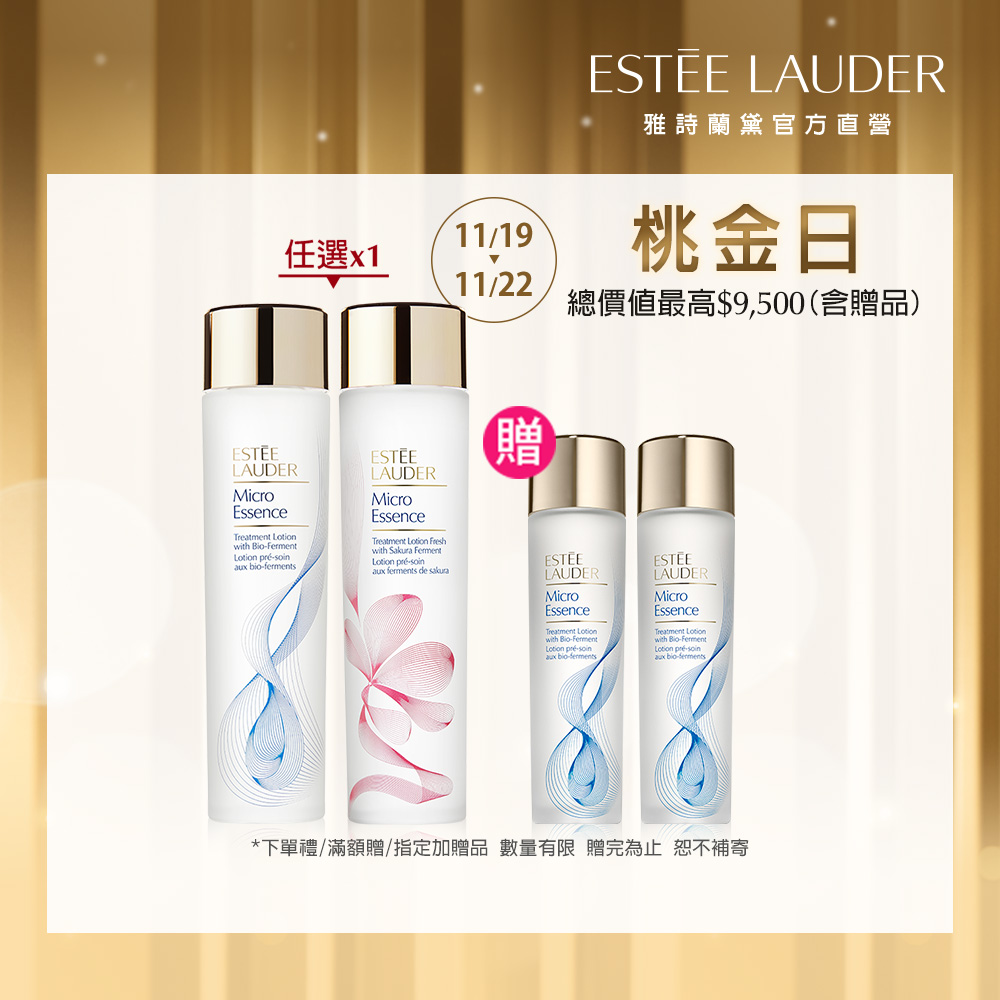 ESTĒE LAUDER
雅詩蘭黛官方直營
任選x1
11/19
11/22
桃金日
總價值最高$9,500(含贈品)
ESTĒE
LAUDER
Micro
Essence
Treatment Lotion
with Bio-Ferment
Lotion pré-soin
aux bio-ferments
ESTĒE
LAUDER
Micro
Essence
Treatment Lotion Fresh
with Sakura Ferment
Lotion pré-soin
aux ferments de sakura
贈
ESTĒE
LAUDER
Micro
Essence
Treatment Lotion
with Bio-Ferment
Lotion pré-soin
aux bio-ferments
ESTĒE
LAUDER
Micro
Essence
Treatment Lotion
with Bio-Ferment
Lotion pré-soin
aux bio-ferments
*下單禮/滿額贈/指定加贈品 數量有限 贈完為止 恕不補寄